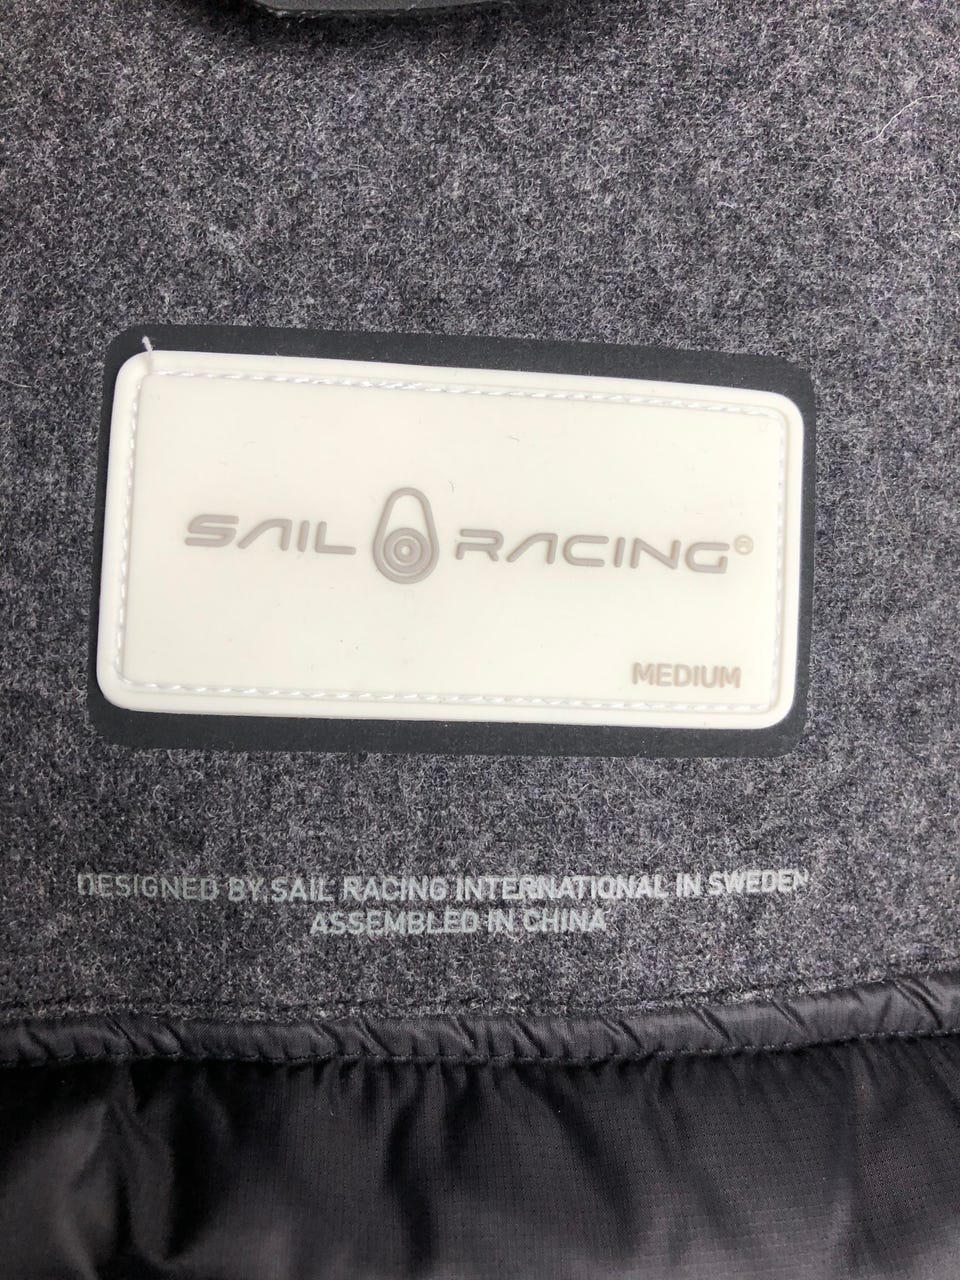 SAIL RACING®
MEDIUM
DESIGNED BY SAIL RACING INTERNATIONAL IN SWEDEN
ASSEMBLED IN CHINA